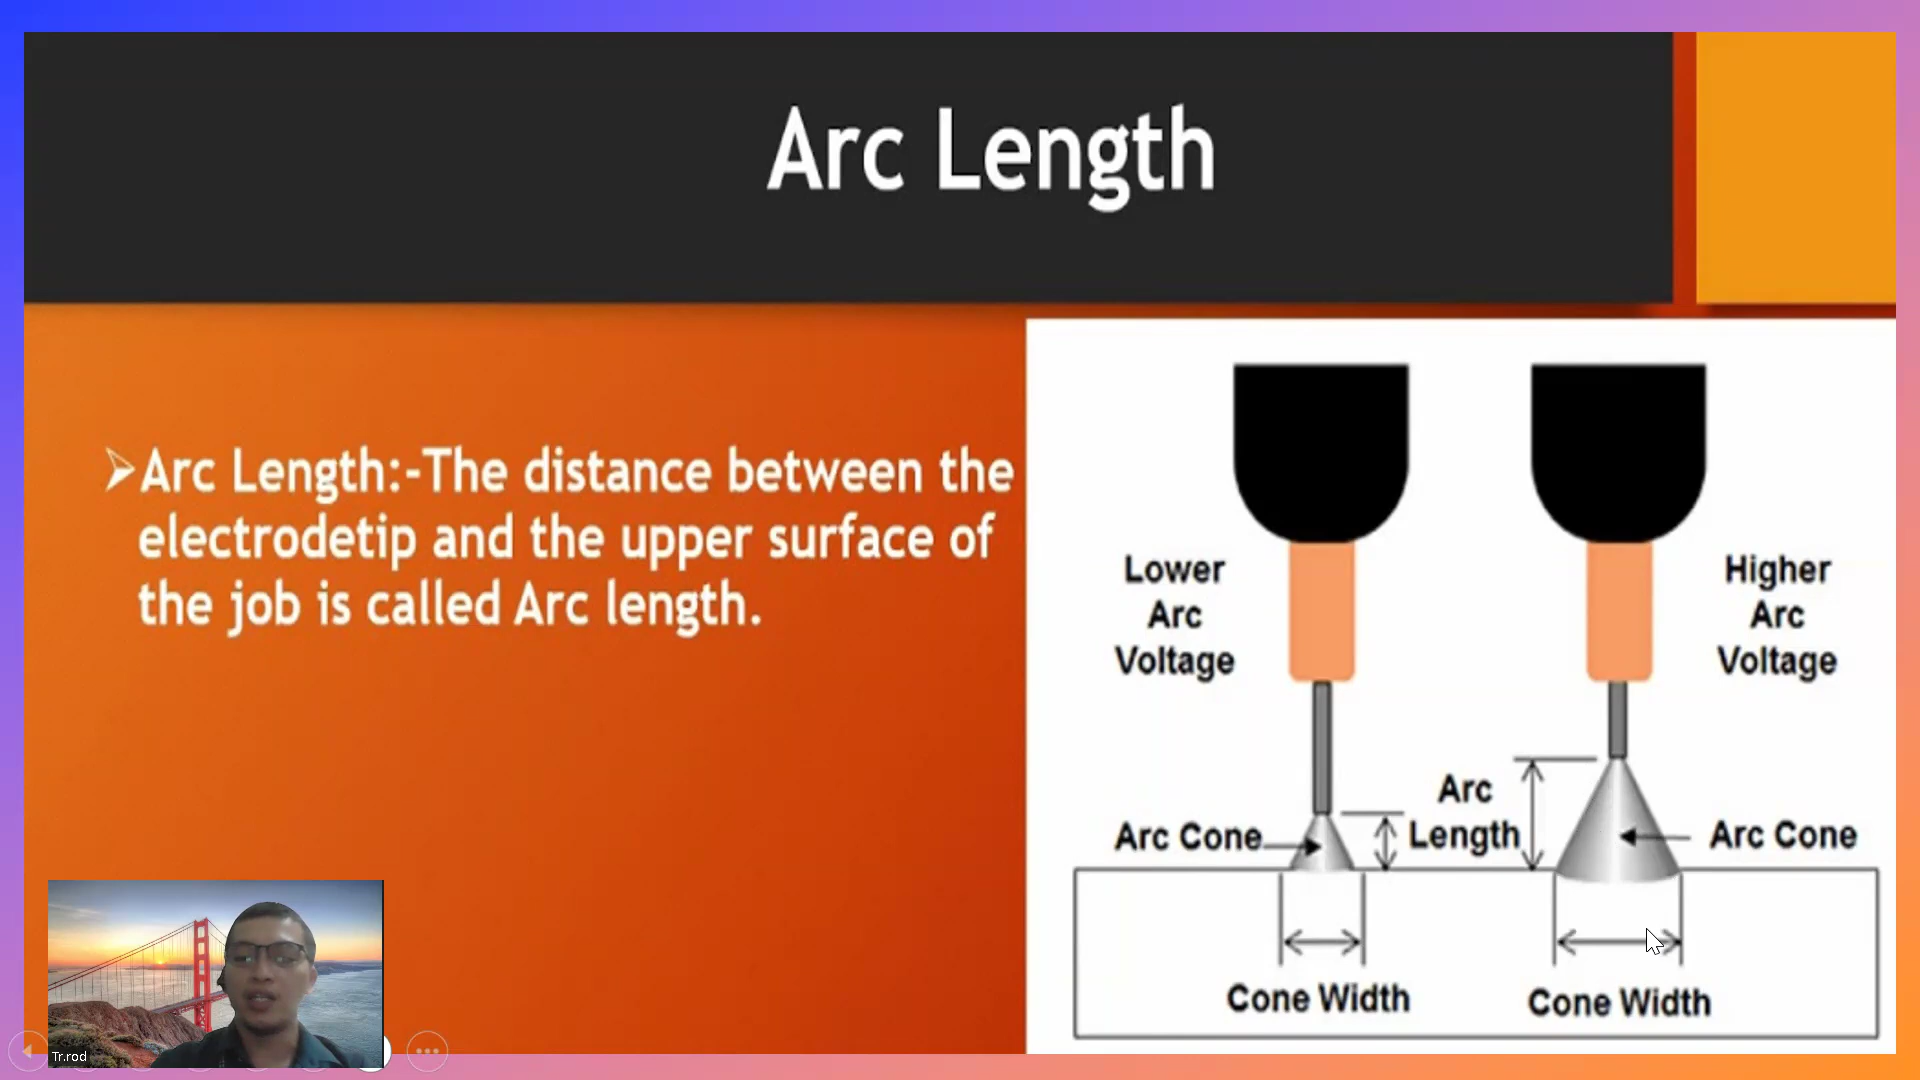 Arc Length
➢Arc Length:-The distance between the
electrodetip and the upper surface of
the job is called Arc length.
Lower
Arc
Voltage
Higher
Arc
Voltage
Arc
Length
Arc Cone
Arc Cone
Cone Width
Cone Width
Tr.rod